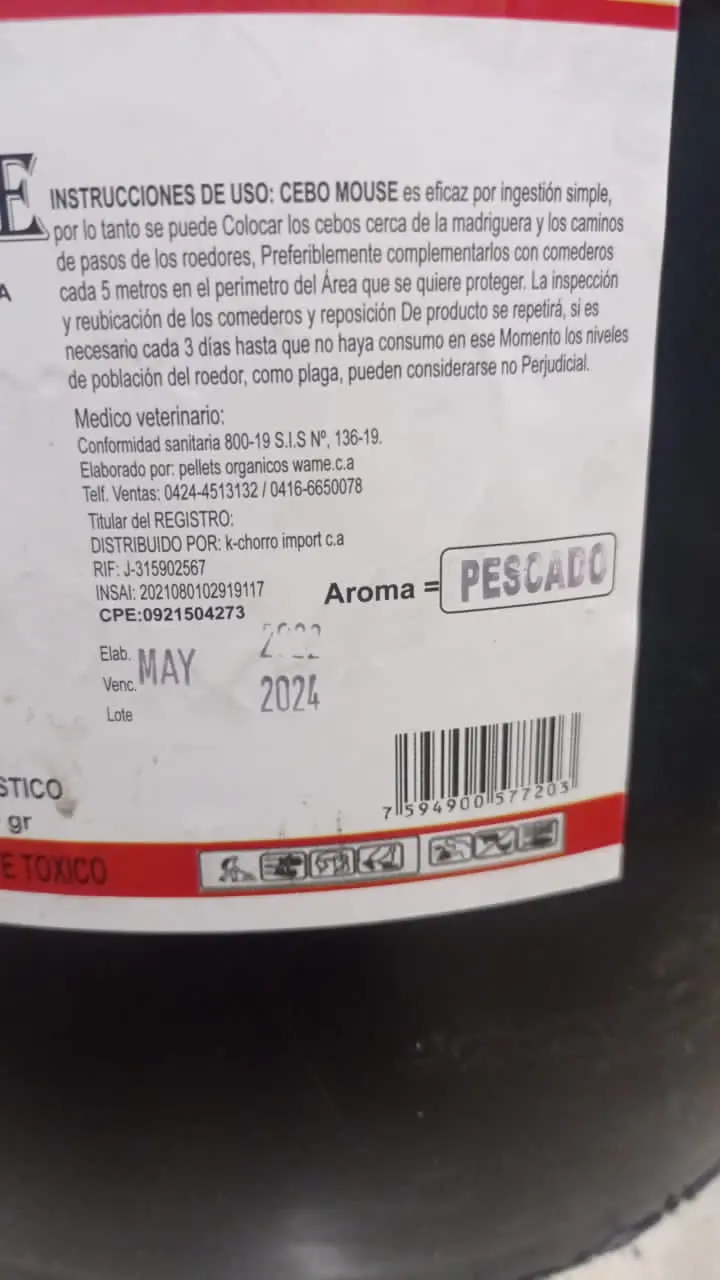 E
INSTRUCCIONES DE USO: CEBO MOUSE es eficaz por ingestión simple,
por lo tanto se puede Colocar los cebos cerca de la madriguera y los caminos
de pasos de los roedores, Preferiblemente complementarlos con comederos
A
cada 5 metros en el perimetro del Área que se quiere proteger. La inspección
y reubicación de los comederos y reposición De producto se repetirá, si es
necesario cada 3 días hasta que no haya consumo en ese Momento los niveles
de población del roedor, como plaga, pueden considerarse no Perjudicial.
Medico veterinario:
Conformidad sanitaria 800-19 S.I.S Nº, 136-19.
Elaborado por: pellets organicos wame.c.a
Telf. Ventas: 0424-4513132 / 0416-6650078
Titular del REGISTRO:
DISTRIBUIDO POR: k-chorro import c.a
RIF: J-315902567
INSAI: 2021080102919117
CPE:0921504273
Aroma = PESCADO
Elab.
MAY
Venc. 2024
Lote
7 594900 577203
STICO
gr
E TOXICO